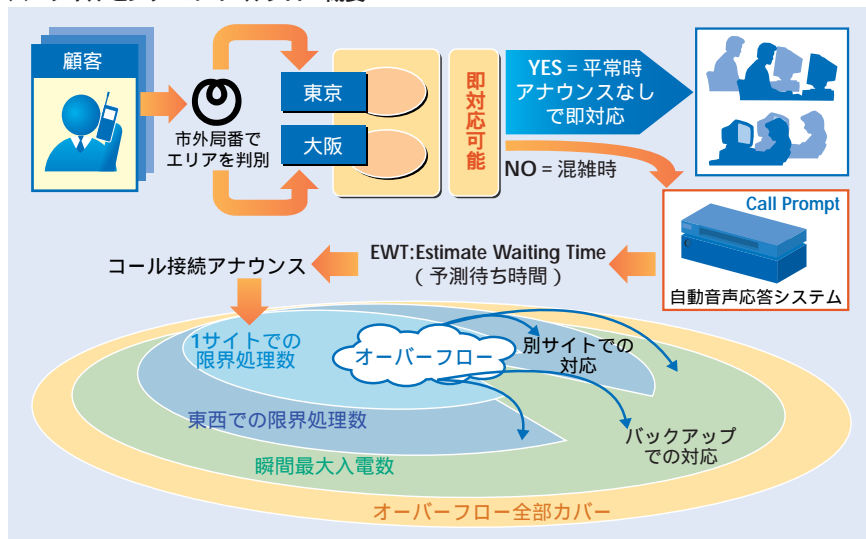 顧客
市外局番で
エリアを判別
東京
大阪
即対応可能
YES = 平常時
アナウンスなし
で即対応
NO = 混雑時
Call Prompt
自動音声応答システム
EWT:Estimate Waiting Time
( 予測待ち時間 )
コール接続アナウンス
1サイトでの
限界処理数
オーバーフロー
別サイトでの
対応
東西での限界処理数
バックアップ
での対応
瞬間最大入電数
オーバーフロー全部カバー